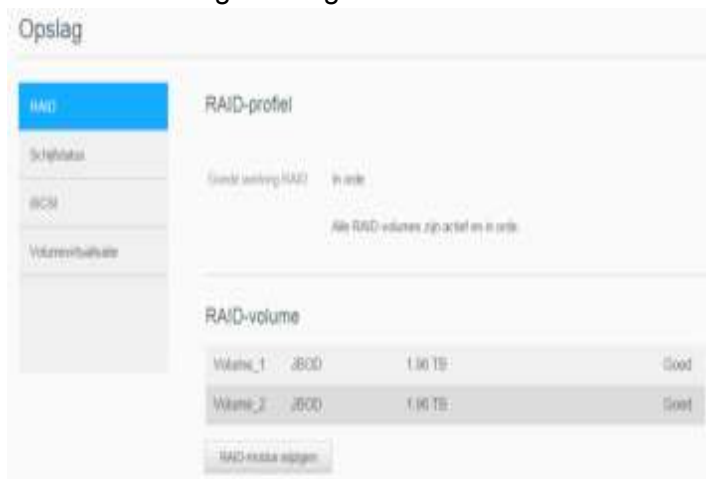 Opslag
RAID
RAID-profiel
Schijfstatus
Goede werking RAID In orde
iSCSI
Alle RAID-volumes zijn actief en in orde.
Volumevirtualisatie
RAID-volume
Volume_1 JBOD 1.96 TB Goed
Volume_2 JBOD 1.96 TB Goed
RAID-modus wijzigen